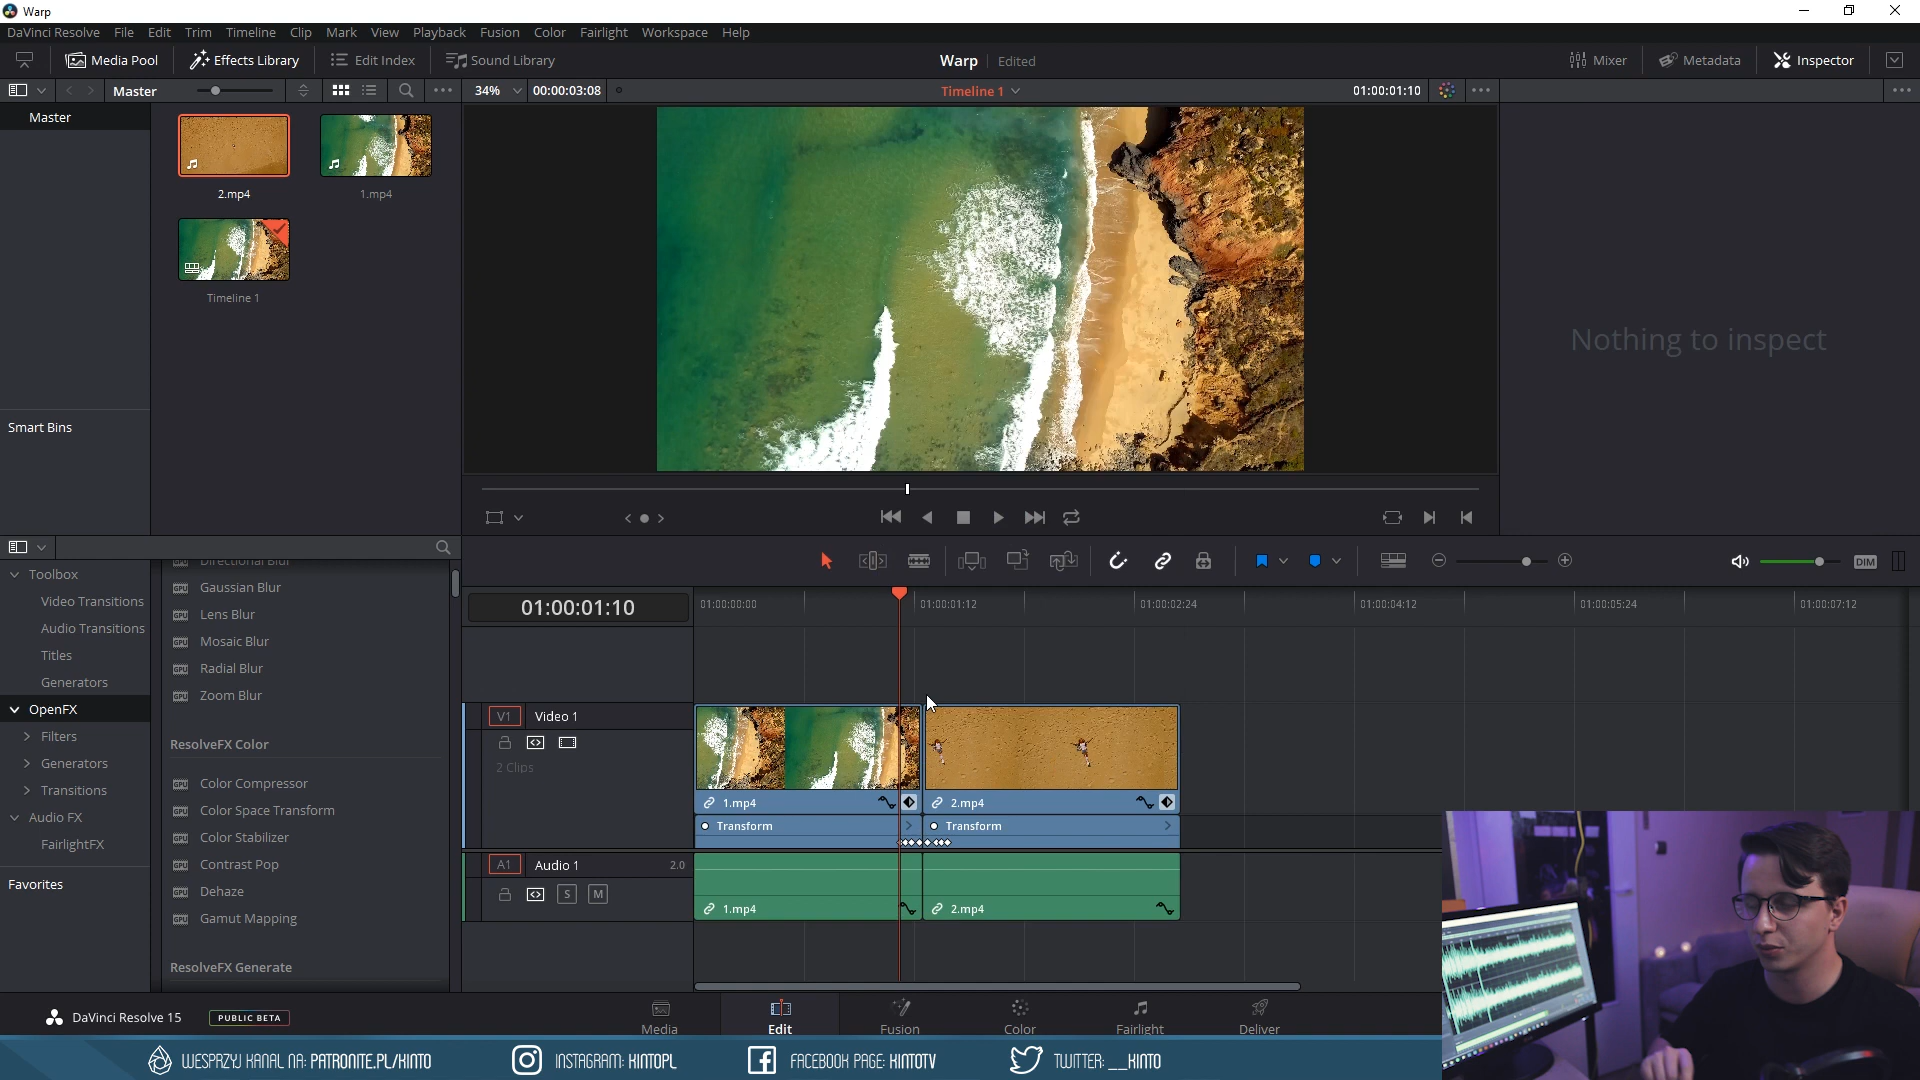 Warp
DaVinci Resolve File Edit Trim Timeline Clip Mark View Playback Fusion Color Fairlight Workspace Help
Media Pool Effects Library Edit Index Sound Library Warp Edited Mixer Metadata Inspector
Master 34% 00:00:03:08 Timeline 1 01:00:01:10
Master
2.mp4 1.mp4
Timeline 1
Nothing to inspect
Smart Bins
Toolbox
Video Transitions
Audio Transitions
Titles
Generators
OpenFX
Filters
Generators
Transitions
Audio FX
FairlightFX
Favorites
Directional Blur
Gaussian Blur
Lens Blur
Mosaic Blur
Radial Blur
Zoom Blur
ResolveFX Color
Color Compressor
Color Space Transform
Color Stabilizer
Contrast Pop
Dehaze
Gamut Mapping
ResolveFX Generate
DIM
01:00:01:10 01:00:00:00 01:00:01:12 01:00:02:24 01:00:04:12 01:00:05:24 01:00:07:12
V1 Video 1
2 Clips
1.mp4 2.mp4
Transform Transform
A1 Audio 1 2.0
S M
1.mp4 2.mp4
DaVinci Resolve 15 PUBLIC BETA
Media Edit Fusion Color Fairlight Deliver
WESPRZYJ KANAŁ NA: PATRONITE.PL/KINTO INSTAGRAM: KINTOPL FACEBOOK PAGE: KINTOTV TWITTER: __KINTO